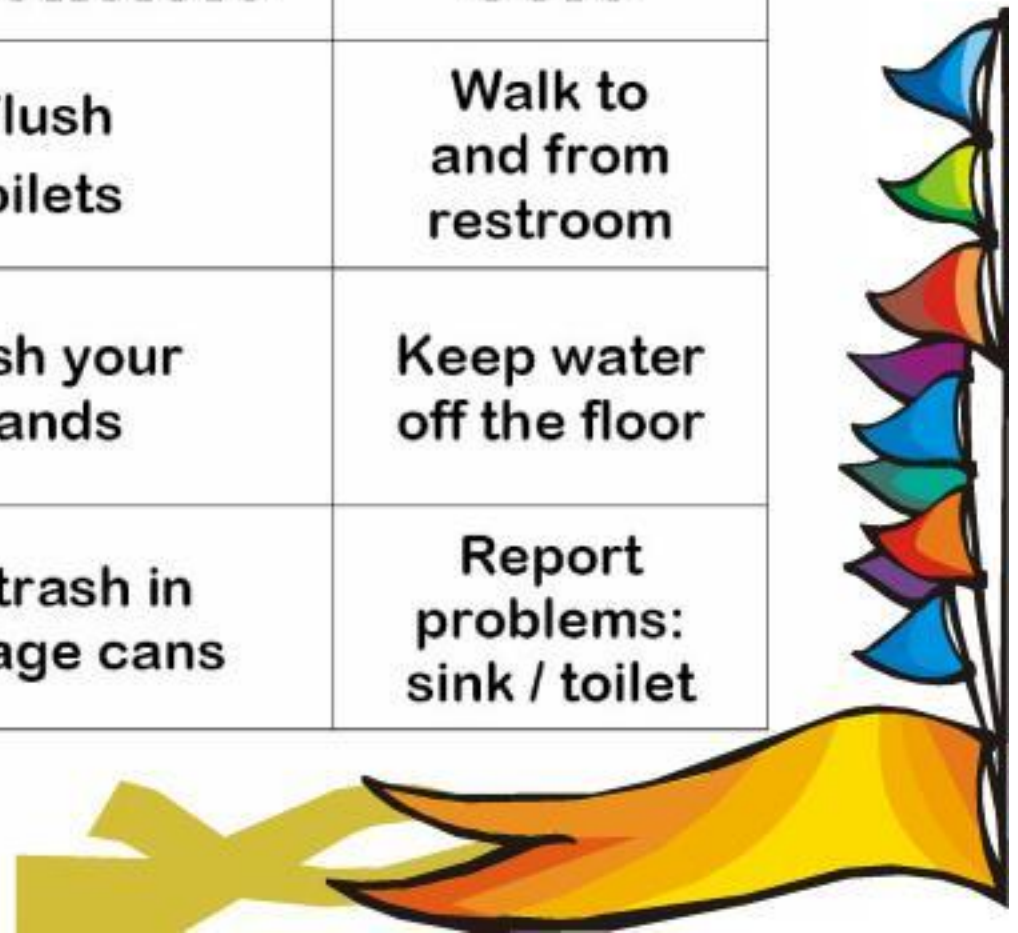 lush
oilets
Walk to
and from
restroom
sh your
ands
Keep water
off the floor
trash in
age cans
Report
problems:
sink / toilet